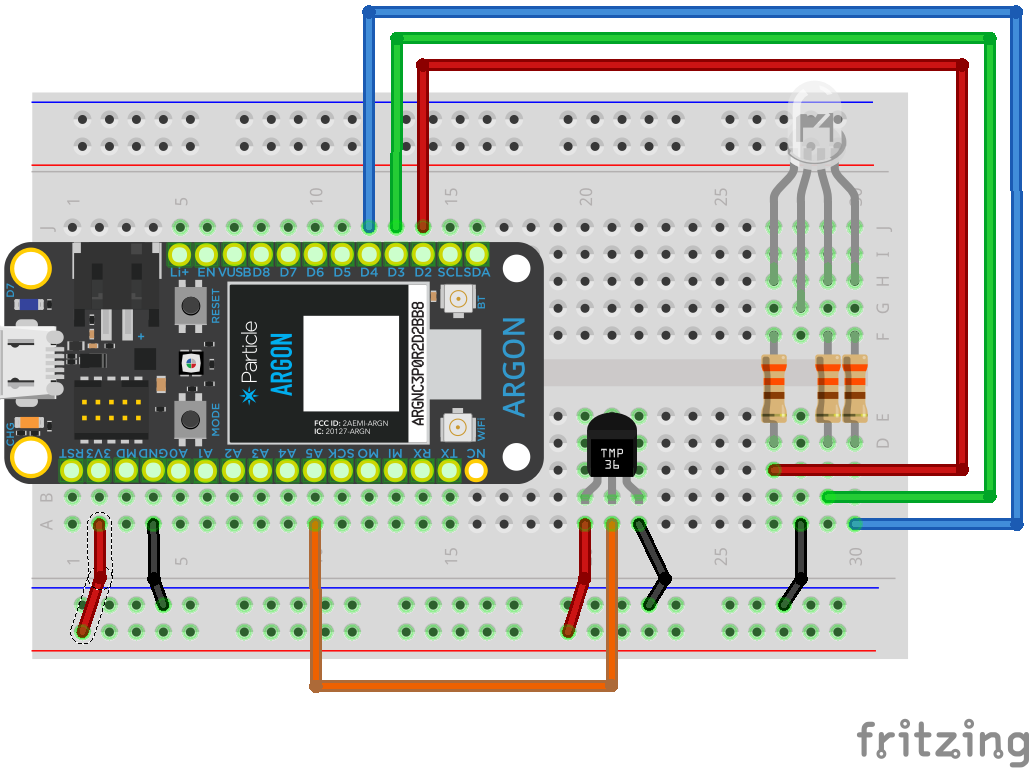 1 5 10 15 20 25 30
J J
I
H
G
F
LI+ EN VUSB D8 D7 D6 D5 D4 D3 D2 SCL SDA
D7
RESET
BT
+
Particle
ARGON
ARGNC3P0R2D2BBB
ARGON
FCC ID: 2AEMI-ARGN
IC: 20127-ARGN
MODE
WiFi
CHG
E
D
TMP
36
RST 3V3 MD GND A0 A1 A2 A3 A4 A5 SCK MO MI RX TX NC
B
A
1 5 15 25 30
fritzing